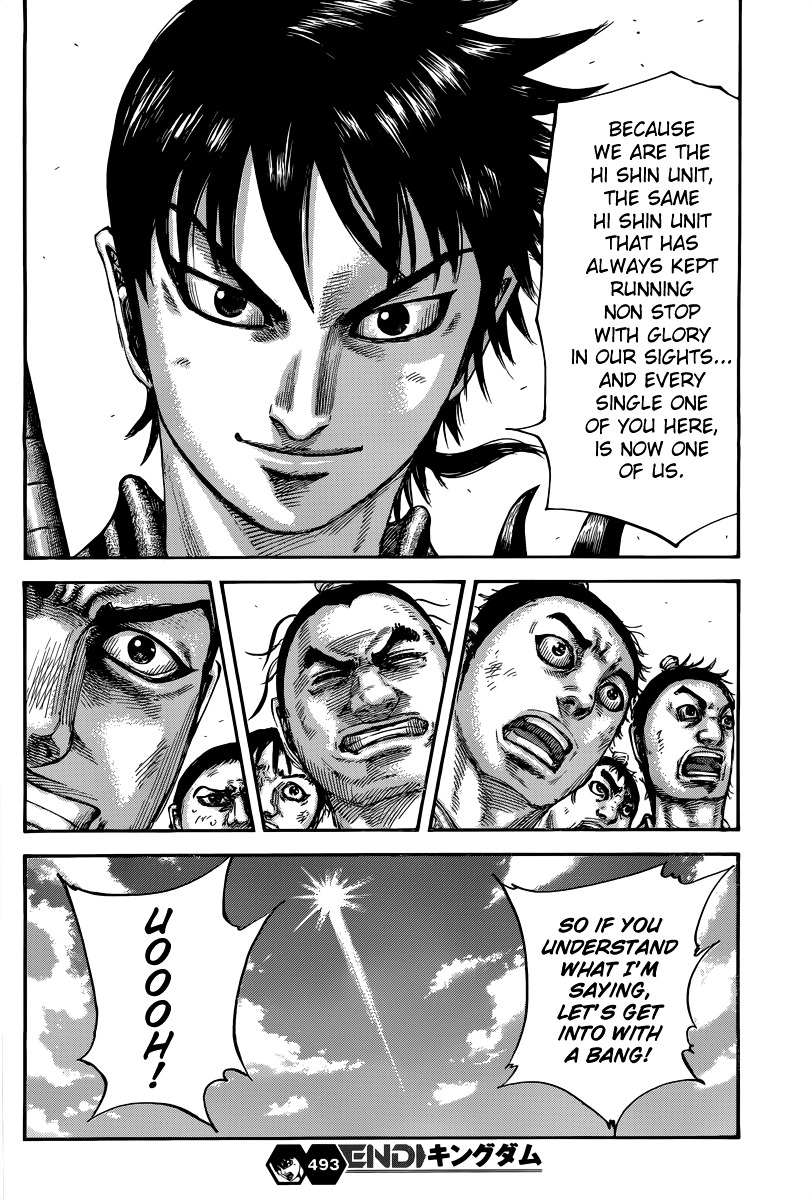 BECAUSE
WE ARE THE
HI SHIN UNIT,
THE SAME
HI SHIN UNIT
THAT HAS
ALWAYS KEPT
RUNNING
NON STOP
WITH GLORY
IN OUR SIGHTS...
AND EVERY
SINGLE ONE
OF YOU HERE,
IS NOW ONE
OF US.
SO IF YOU
UNDERSTAND
WHAT I'M
SAYING,
LET'S GET
INTO WITH
A BANG!
UOOOH!
493 END キングダム